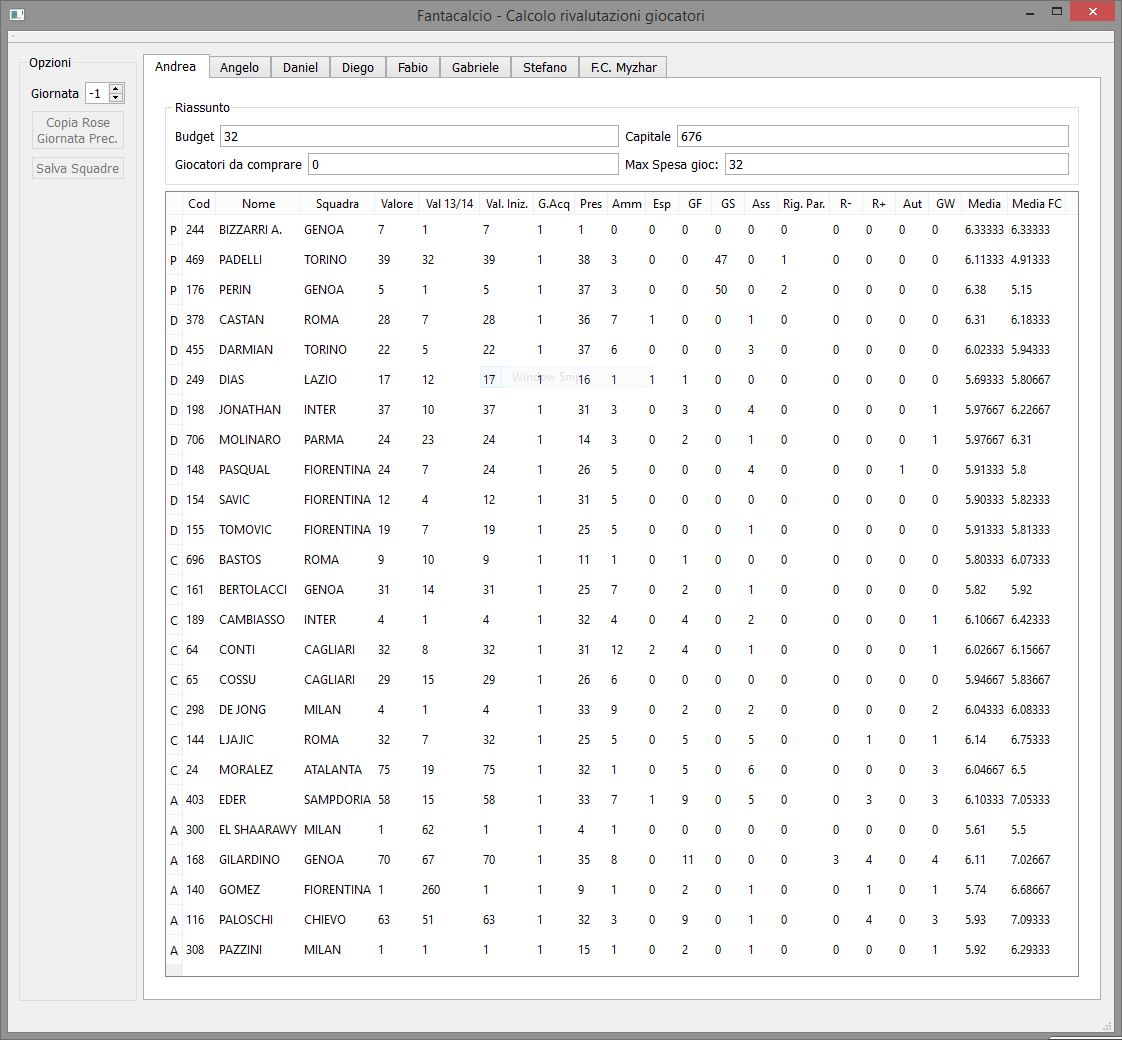 Fantacalcio - Calcolo rivalutazioni giocatori
Opzioni
Giornata -1
Copia Rose
Giornata Prec.
Salva Squadre
Andrea Angelo Daniel Diego Fabio Gabriele Stefano F.C. Myzhar
Riassunto
Budget 32 Capitale 676
Giocatori da comprare 0 Max Spesa gioc: 32
Cod Nome Squadra Valore Val 13/14 Val. Iniz. G.Acq Pres Amm Esp GF GS Ass Rig. Par. R- R+ Aut GW Media Media FC
P 244 BIZZARRI A. GENOA 7 1 7 1 1 0 0 0 0 0 0 0 0 0 0 6.33333 6.33333
P 469 PADELLI TORINO 39 32 39 1 38 3 0 0 47 0 1 0 0 0 0 6.11333 4.91333
P 176 PERIN GENOA 5 1 5 1 37 3 0 0 50 0 2 0 0 0 0 6.38 5.15
D 378 CASTAN ROMA 28 7 28 1 36 7 1 0 0 1 0 0 0 0 0 6.31 6.18333
D 455 DARMIAN TORINO 22 5 22 1 37 6 0 0 0 3 0 0 0 0 0 6.02333 5.94333
D 249 DIAS LAZIO 17 12 17 1 16 1 1 1 0 0 0 0 0 0 0 5.69333 5.80667
Window Snip
D 198 JONATHAN INTER 37 10 37 1 31 3 0 3 0 4 0 0 0 0 1 5.97667 6.22667
D 706 MOLINARO PARMA 24 23 24 1 14 3 0 2 0 1 0 0 0 0 1 5.97667 6.31
D 148 PASQUAL FIORENTINA 24 7 24 1 26 5 0 0 0 4 0 0 0 1 0 5.91333 5.8
D 154 SAVIC FIORENTINA 12 4 12 1 31 5 0 0 0 0 0 0 0 0 0 5.90333 5.82333
D 155 TOMOVIC FIORENTINA 19 7 19 1 25 5 0 0 0 1 0 0 0 0 0 5.91333 5.81333
C 696 BASTOS ROMA 9 10 9 1 11 1 0 1 0 0 0 0 0 0 0 5.80333 6.07333
C 161 BERTOLACCI GENOA 31 14 31 1 25 7 0 2 0 1 0 0 0 0 0 5.82 5.92
C 189 CAMBIASSO INTER 4 1 4 1 32 4 0 4 0 2 0 0 0 0 1 6.10667 6.42333
C 64 CONTI CAGLIARI 32 8 32 1 31 12 2 4 0 1 0 0 0 0 1 6.02667 6.15667
C 65 COSSU CAGLIARI 29 15 29 1 26 6 0 0 0 0 0 0 0 0 0 5.94667 5.83667
C 298 DE JONG MILAN 4 1 4 1 33 9 0 2 0 2 0 0 0 0 2 6.04333 6.08333
C 144 LJAJIC ROMA 32 7 32 1 25 5 0 5 0 5 0 0 1 0 1 6.14 6.75333
C 24 MORALEZ ATALANTA 75 19 75 1 32 1 0 5 0 6 0 0 0 0 3 6.04667 6.5
A 403 EDER SAMPDORIA 58 15 58 1 33 7 1 9 0 5 0 0 3 0 3 6.10333 7.05333
A 300 EL SHAARAWY MILAN 1 62 1 1 4 1 0 0 0 0 0 0 0 0 0 5.61 5.5
A 168 GILARDINO GENOA 70 67 70 1 35 8 0 11 0 0 0 3 4 0 4 6.11 7.02667
A 140 GOMEZ FIORENTINA 1 260 1 1 9 1 0 2 0 1 0 0 1 0 1 5.74 6.68667
A 116 PALOSCHI CHIEVO 63 51 63 1 32 3 0 9 0 1 0 0 4 0 3 5.93 7.09333
A 308 PAZZINI MILAN 1 1 1 1 15 1 0 2 0 1 0 0 0 0 1 5.92 6.29333